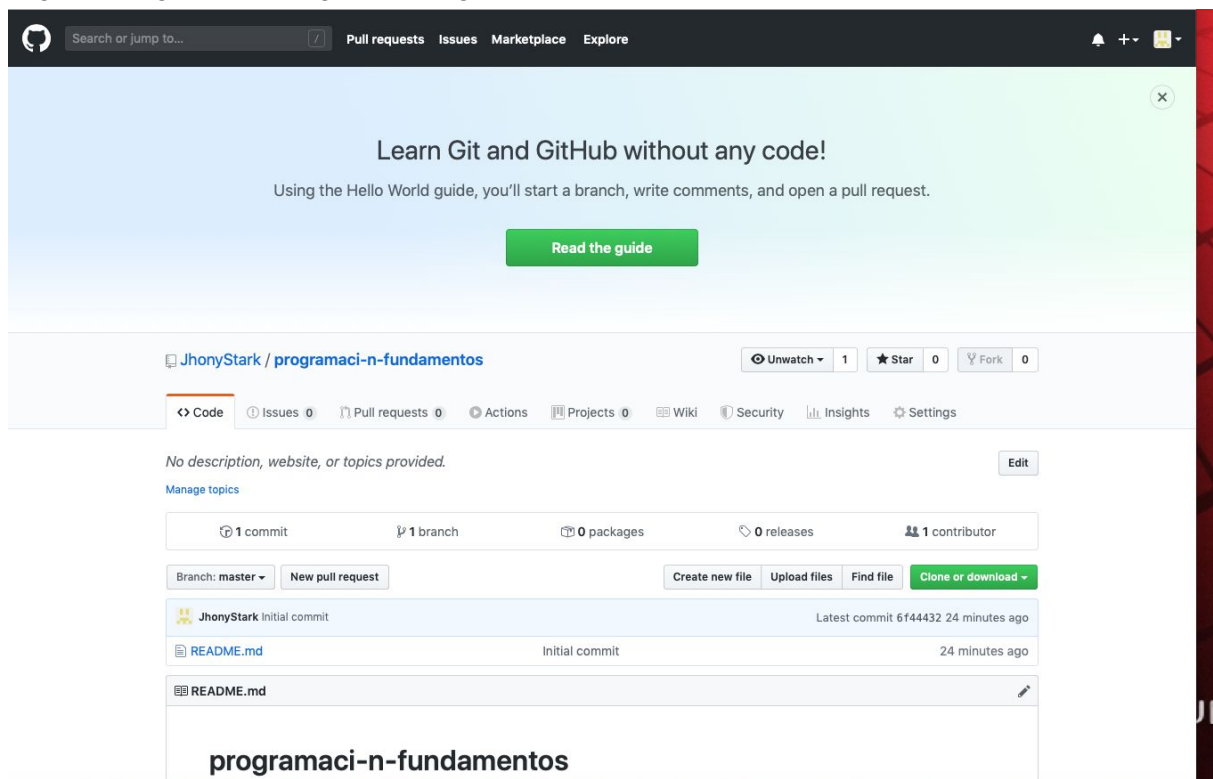 Search or jump to... / Pull requests Issues Marketplace Explore
Learn Git and GitHub without any code!
Using the Hello World guide, you'll start a branch, write comments, and open a pull request.
Read the guide
JhonyStark / programaci-n-fundamentos Unwatch 1 Star 0 Fork 0
Code Issues 0 Pull requests 0 Actions Projects 0 Wiki Security Insights Settings
No description, website, or topics provided. Edit
Manage topics
1 commit 1 branch 0 packages 0 releases 1 contributor
Branch: master New pull request Create new file Upload files Find file Clone or download
JhonyStark Initial commit Latest commit 6f44432 24 minutes ago
README.md Initial commit 24 minutes ago
README.md
programaci-n-fundamentos